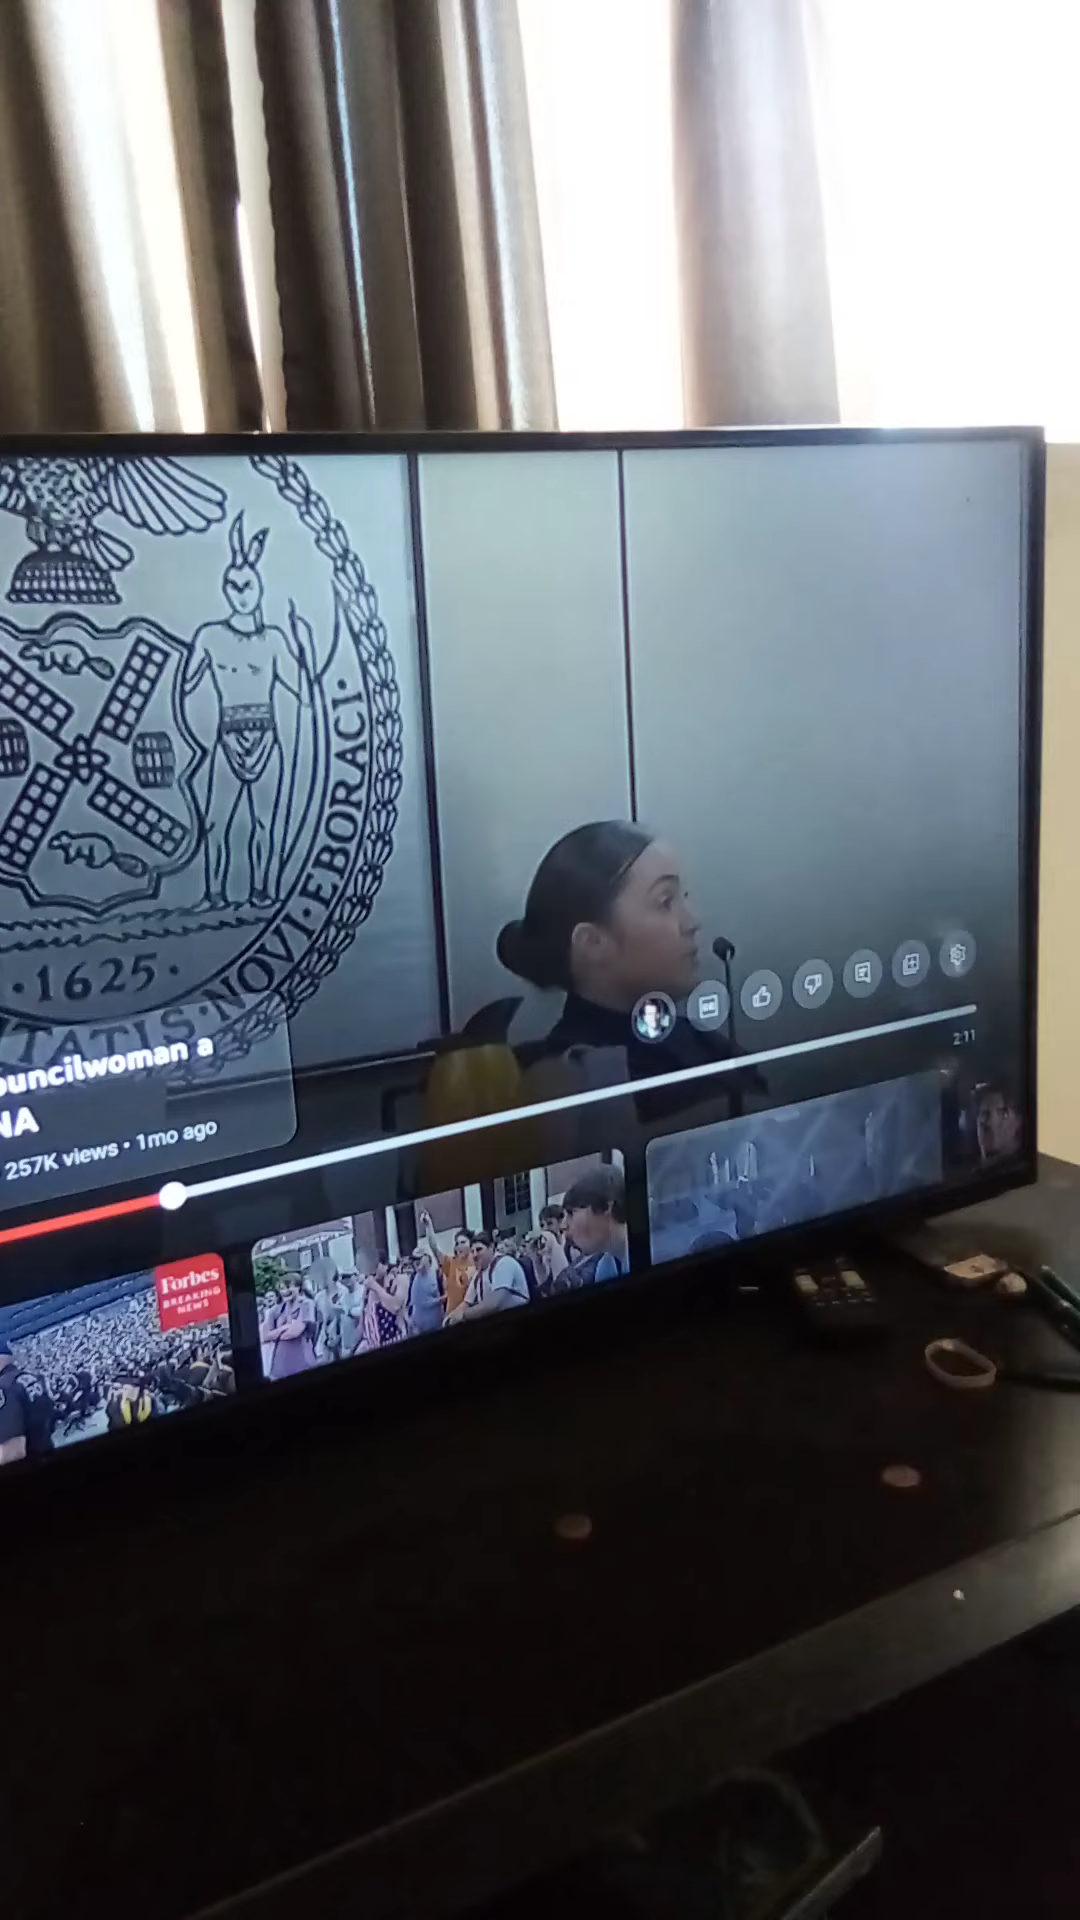 ·1625·
TATIS·NOVI·EBORACI·
ouncilwoman a
NA
257K views • 1mo ago
2:11
Forbes
BREAKING
NEWS